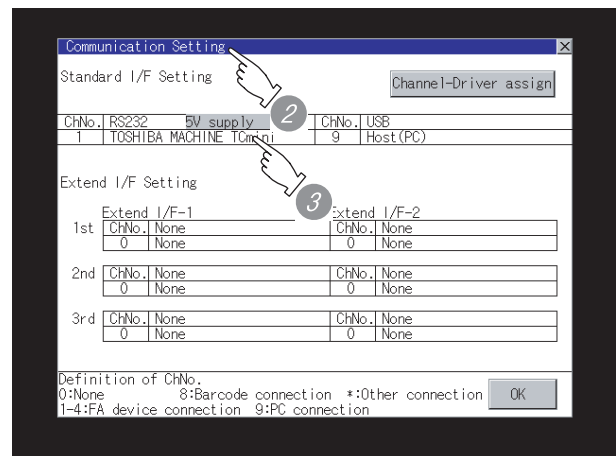 Communication Setting
Standard I/F Setting
Channel-Driver assign
ChNo. RS232 5V supply ChNo. USB
1 TOSHIBA MACHINE TCmini 9 Host(PC)
2
Extend I/F Setting
3
Extend I/F-1 Extend I/F-2
1st ChNo. None ChNo. None
0 None 0 None
2nd ChNo. None ChNo. None
0 None 0 None
3rd ChNo. None ChNo. None
0 None 0 None
Definition of ChNo.
0:None 8:Barcode connection *:Other connection
1-4:FA device connection 9:PC connection
OK